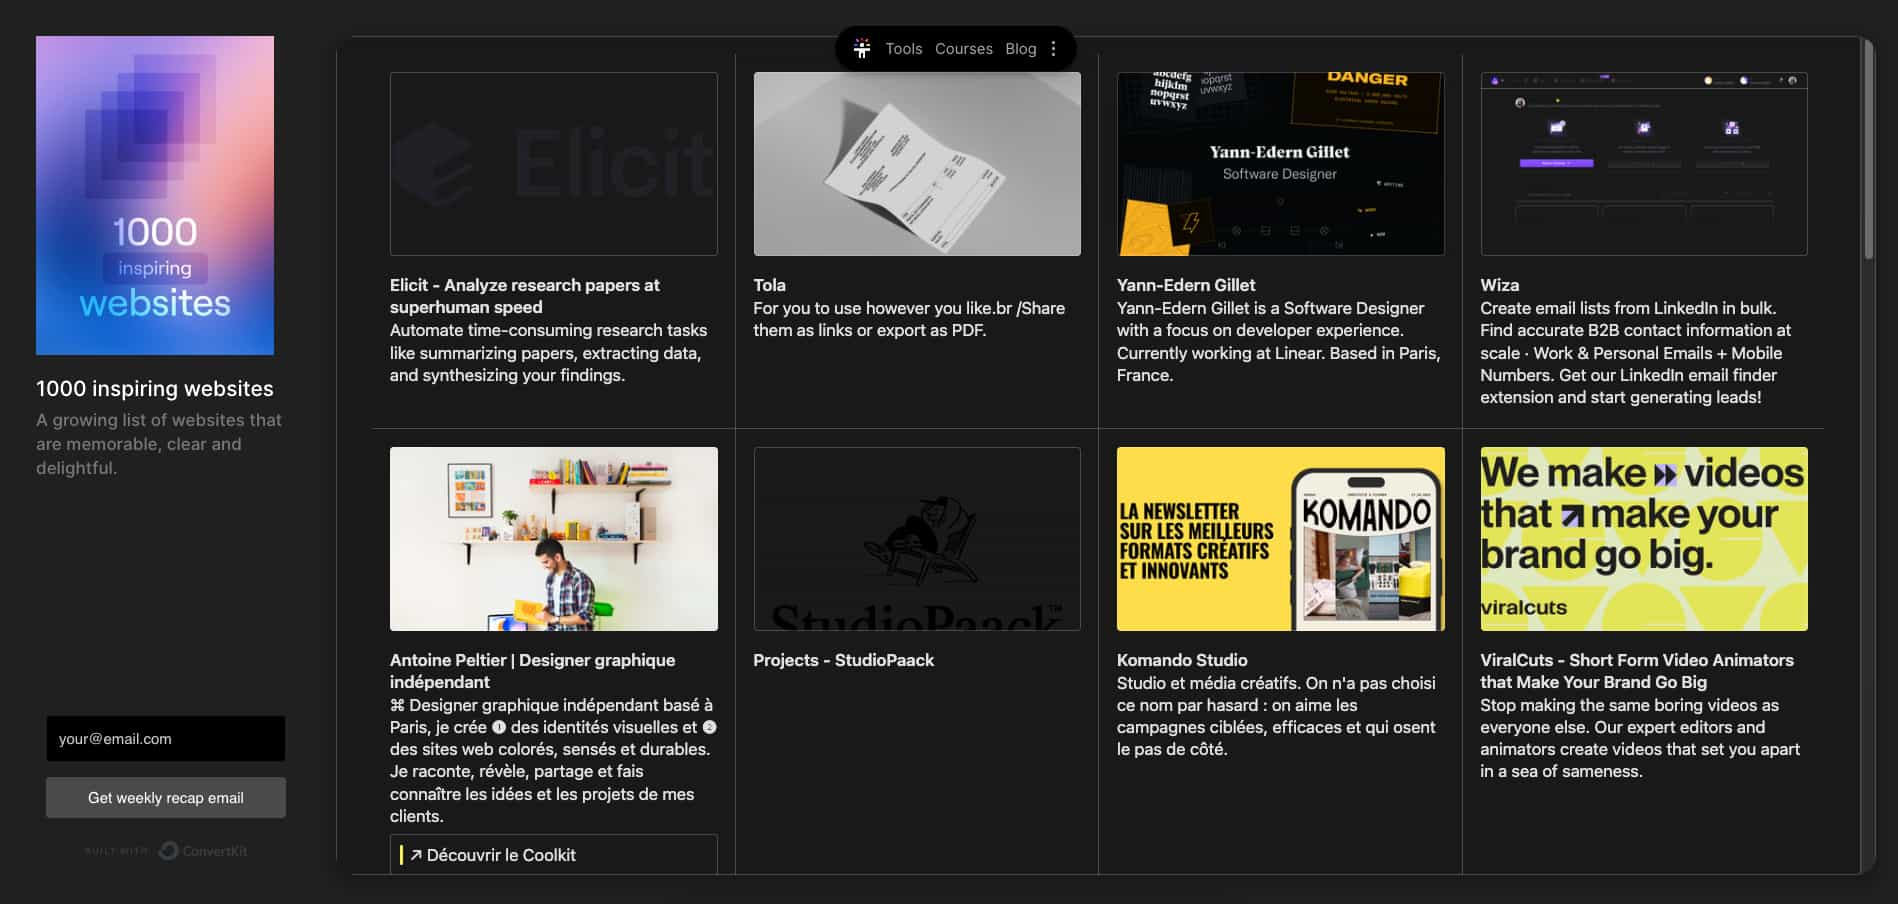 Tools Courses Blog
1000
inspiring
websites
1000 inspiring websites
A growing list of websites that
are memorable, clear and
delightful.
your@email.com
Get weekly recap email
BUILT WITH ConvertKit
Elicit
Elicit - Analyze research papers at
superhuman speed
Automate time-consuming research tasks
like summarizing papers, extracting data,
and synthesizing your findings.
Tola
For you to use however you like.br /Share
them as links or export as PDF.
abcdefg
hijklm
nopqrst
uvwxyz
nopqrst
uvwxyz
DANGER
Yann-Edern Gillet
Software Designer
Yann-Edern Gillet
Yann-Edern Gillet is a Software Designer
with a focus on developer experience.
Currently working at Linear. Based in Paris,
France.
Wiza
Create email lists from LinkedIn in bulk.
Find accurate B2B contact information at
scale · Work & Personal Emails + Mobile
Numbers. Get our LinkedIn email finder
extension and start generating leads!
Antoine Peltier | Designer graphique
indépendant
⌘ Designer graphique indépendant basé à
Paris, je crée ❶ des identités visuelles et ❷
des sites web colorés, sensés et durables.
Je raconte, révèle, partage et fais
connaître les idées et les projets de mes
clients.
↗ Découvrir le Coolkit
StudioPaack™
Projects - StudioPaack
LA NEWSLETTER
SUR LES MEILLEURS
FORMATS CRÉATIFS
ET INNOVANTS
KOMANDO
Komando Studio
Studio et média créatifs. On n'a pas choisi
ce nom par hasard : on aime les
campagnes ciblées, efficaces et qui osent
le pas de côté.
We make videos
that make your
brand go big.
viralcuts
ViralCuts - Short Form Video Animators
that Make Your Brand Go Big
Stop making the same boring videos as
everyone else. Our expert editors and
animators create videos that set you apart
in a sea of sameness.